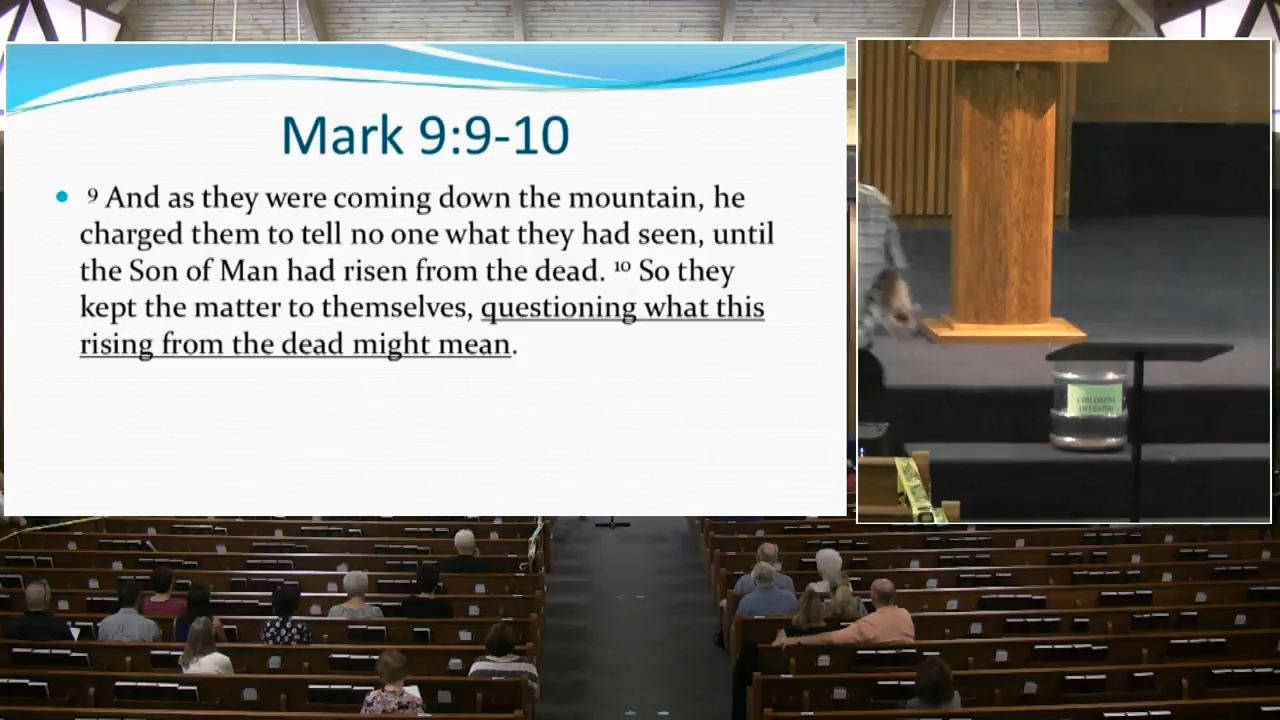 Mark 9:9-10
• ⁹ And as they were coming down the mountain, he
charged them to tell no one what they had seen, until
the Son of Man had risen from the dead. ¹⁰ So they
kept the matter to themselves, questioning what this
rising from the dead might mean.
CHILDREN'S
OFFERING